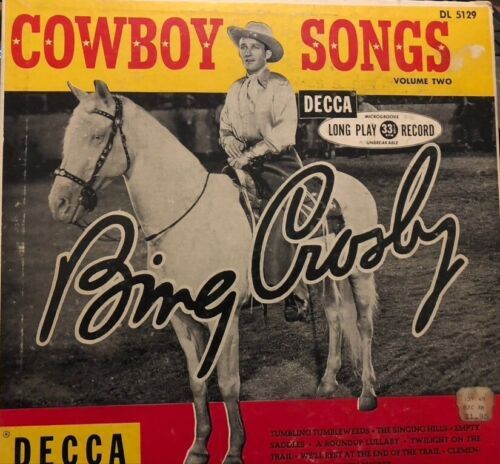 DL 5129
COWBOY SONGS
VOLUME TWO
DECCA
MICROGROOVE
LONG PLAY 33⅓ RECORD
UNBREAKABLE
Bing Crosby
$1.95
TUMBLING TUMBLEWEEDS • THE SINGING HILLS • EMPTY
SADDLES • A ROUNDUP LULLABY • TWILIGHT ON THE
TRAIL • WE'LL REST AT THE END OF THE TRAIL • CLEMEN-
® DECCA